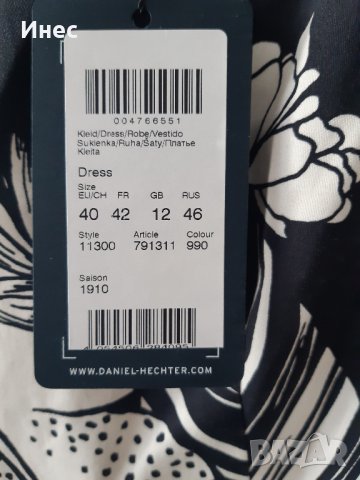 Инес
004766551
Kleid/Dress/Robe/Vestido
Sukienka/Ruha/Šaty/Платье
Kleita
Dress
Size
EU/CH FR GB RUS
40 42 12 46
Style Article Colour
11300 791311 990
Saison
1910
WWW.DANIEL-HECHTER.COM
BAZAR